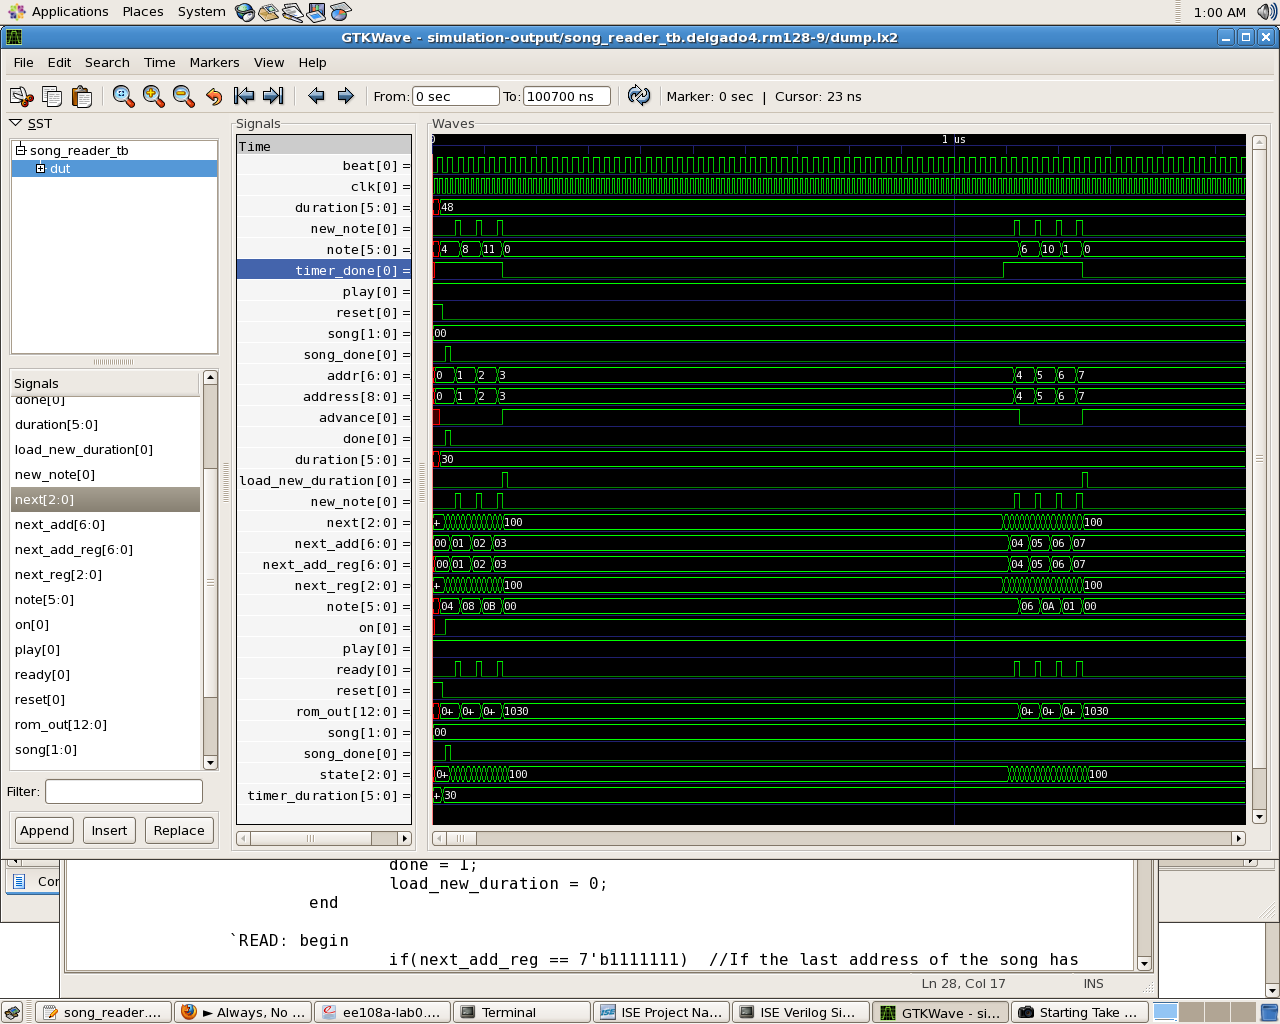 Applications Places System 1:00 AM
GTKWave - simulation-output/song_reader_tb.delgado4.rm128-9/dump.lx2
File Edit Search Time Markers View Help
From: 0 sec To: 100700 ns Marker: 0 sec | Cursor: 23 ns
SST
song_reader_tb
dut
Signals
done[0]
duration[5:0]
load_new_duration[0]
new_note[0]
next[2:0]
next_add[6:0]
next_add_reg[6:0]
next_reg[2:0]
note[5:0]
on[0]
play[0]
ready[0]
reset[0]
rom_out[12:0]
song[1:0]
Filter:
Append Insert Replace
Signals
Time
beat[0] =
clk[0] =
duration[5:0] =
new_note[0] =
note[5:0] =
timer_done[0] =
play[0] =
reset[0] =
song[1:0] =
song_done[0] =
addr[6:0] =
address[8:0] =
advance[0] =
done[0] =
duration[5:0] =
load_new_duration[0] =
new_note[0] =
next[2:0] =
next_add[6:0] =
next_add_reg[6:0] =
next_reg[2:0] =
note[5:0] =
on[0] =
play[0] =
ready[0] =
reset[0] =
rom_out[12:0] =
song[1:0] =
song_done[0] =
state[2:0] =
timer_duration[5:0] =
Waves
0 1 us
48
4 8 11 0 6 10 1 0
00
0 1 2 3 4 5 6 7
0 1 2 3 4 5 6 7
30
+ 100 100
00 01 02 03 04 05 06 07
00 01 02 03 04 05 06 07
+ 100 100
04 08 0B 00 06 0A 01 00
0+ 0+ 0+ 1030 0+ 0+ 0+ 1030
00
0+ 100 100
+ 30
Cor
done = 1;
load_new_duration = 0;
end
`READ: begin
if(next_add_reg == 7'b1111111) //If the last address of the song has
Ln 28, Col 17 INS
song_reader.... ► Always, No ... ee108a-lab0.... Terminal ISE Project Na... ISE Verilog Si... GTKWave - si... Starting Take ...